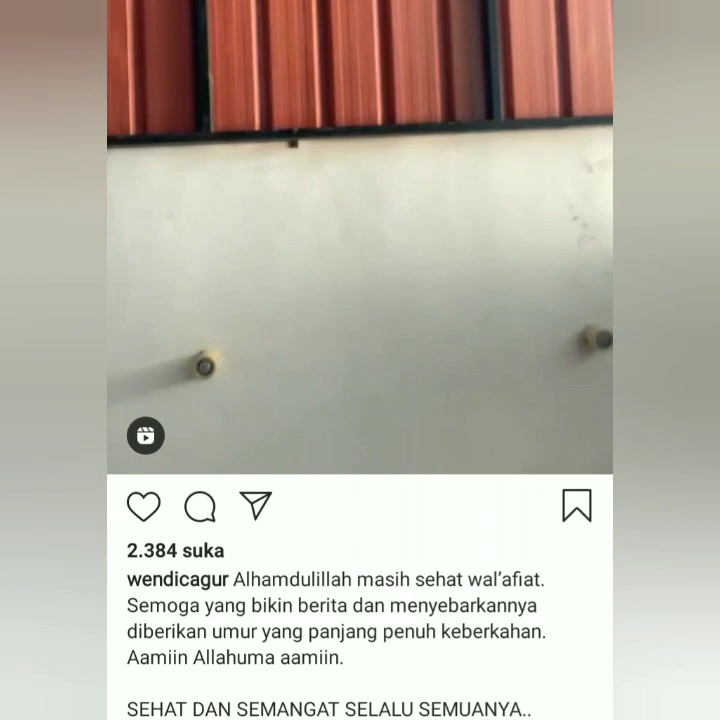 2.384 suka
wendicagur Alhamdulillah masih sehat wal’afiat.
Semoga yang bikin berita dan menyebarkannya
diberikan umur yang panjang penuh keberkahan.
Aamiin Allahuma aamiin.
SEHAT DAN SEMANGAT SELALU SEMUANYA..